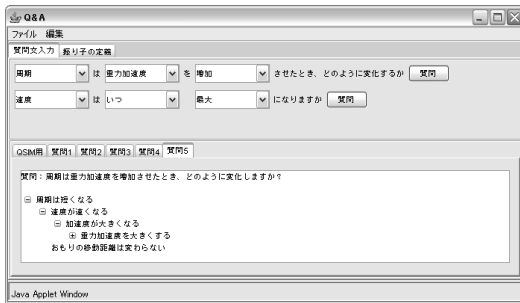 Q&A
ファイル 編集
質問文入力 振り子の定義
周期 は 重力加速度 を 増加 させたとき、どのように変化するか 質問
速度 は いつ 最大 になりますか 質問
QSIM用 質問1 質問2 質問3 質問4 質問5
質問：周期は重力加速度を増加させたとき、どのように変化しますか？
周期は短くなる
速度が速くなる
加速度が大きくなる
重力加速度を大きくする
おもりの移動距離は変わらない
Java Applet Window